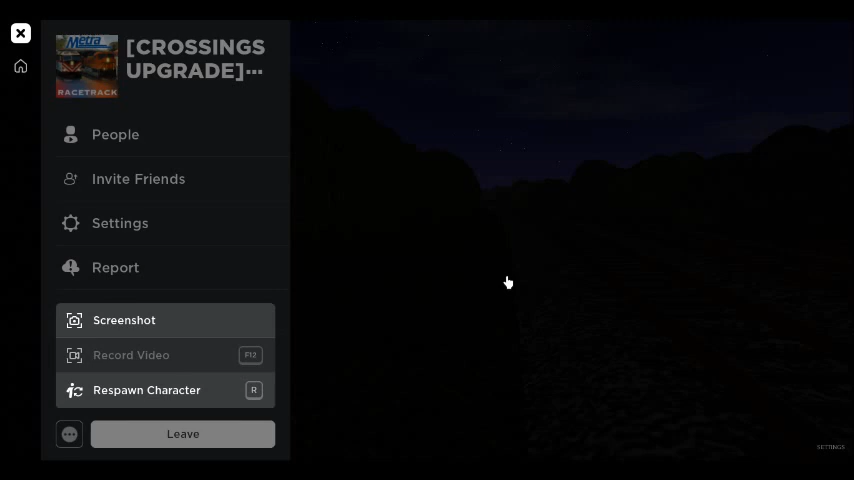 Metra
RACETRACK
[CROSSINGS
UPGRADE]···
People
Invite Friends
Settings
Report
Screenshot
Record Video
F12
Respawn Character
R
Leave
SETTINGS